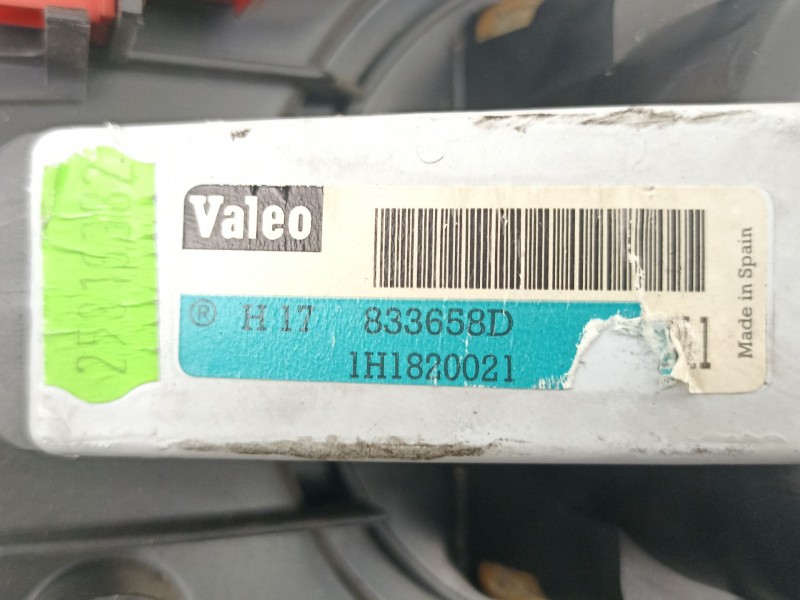 Valeo
® H 17 833658D
1H1820021
Made in Spain